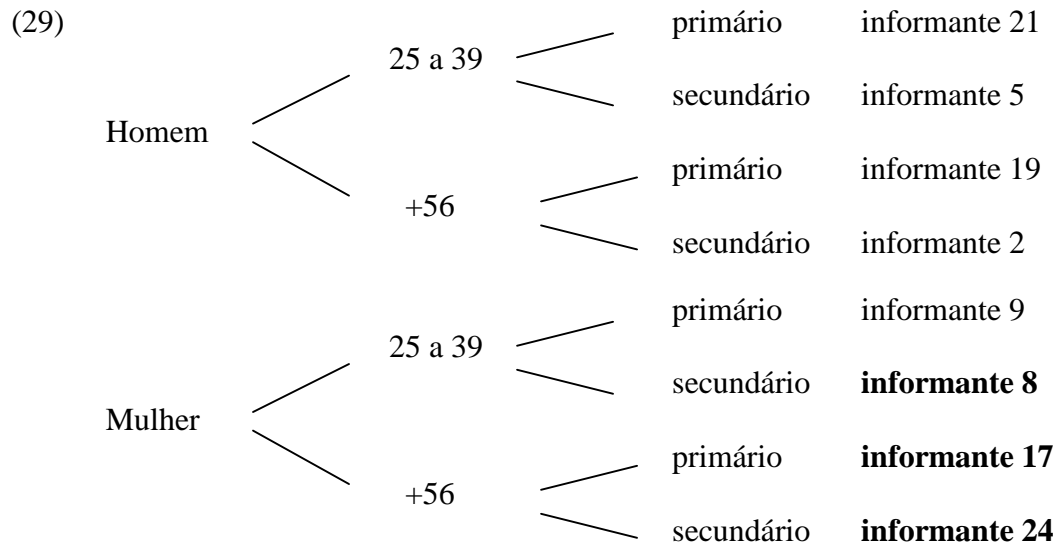 (29) primário informante 21
25 a 39
secundário informante 5
Homem
primário informante 19
+56
secundário informante 2
primário informante 9
25 a 39
secundário informante 8
Mulher
primário informante 17
+56
secundário informante 24